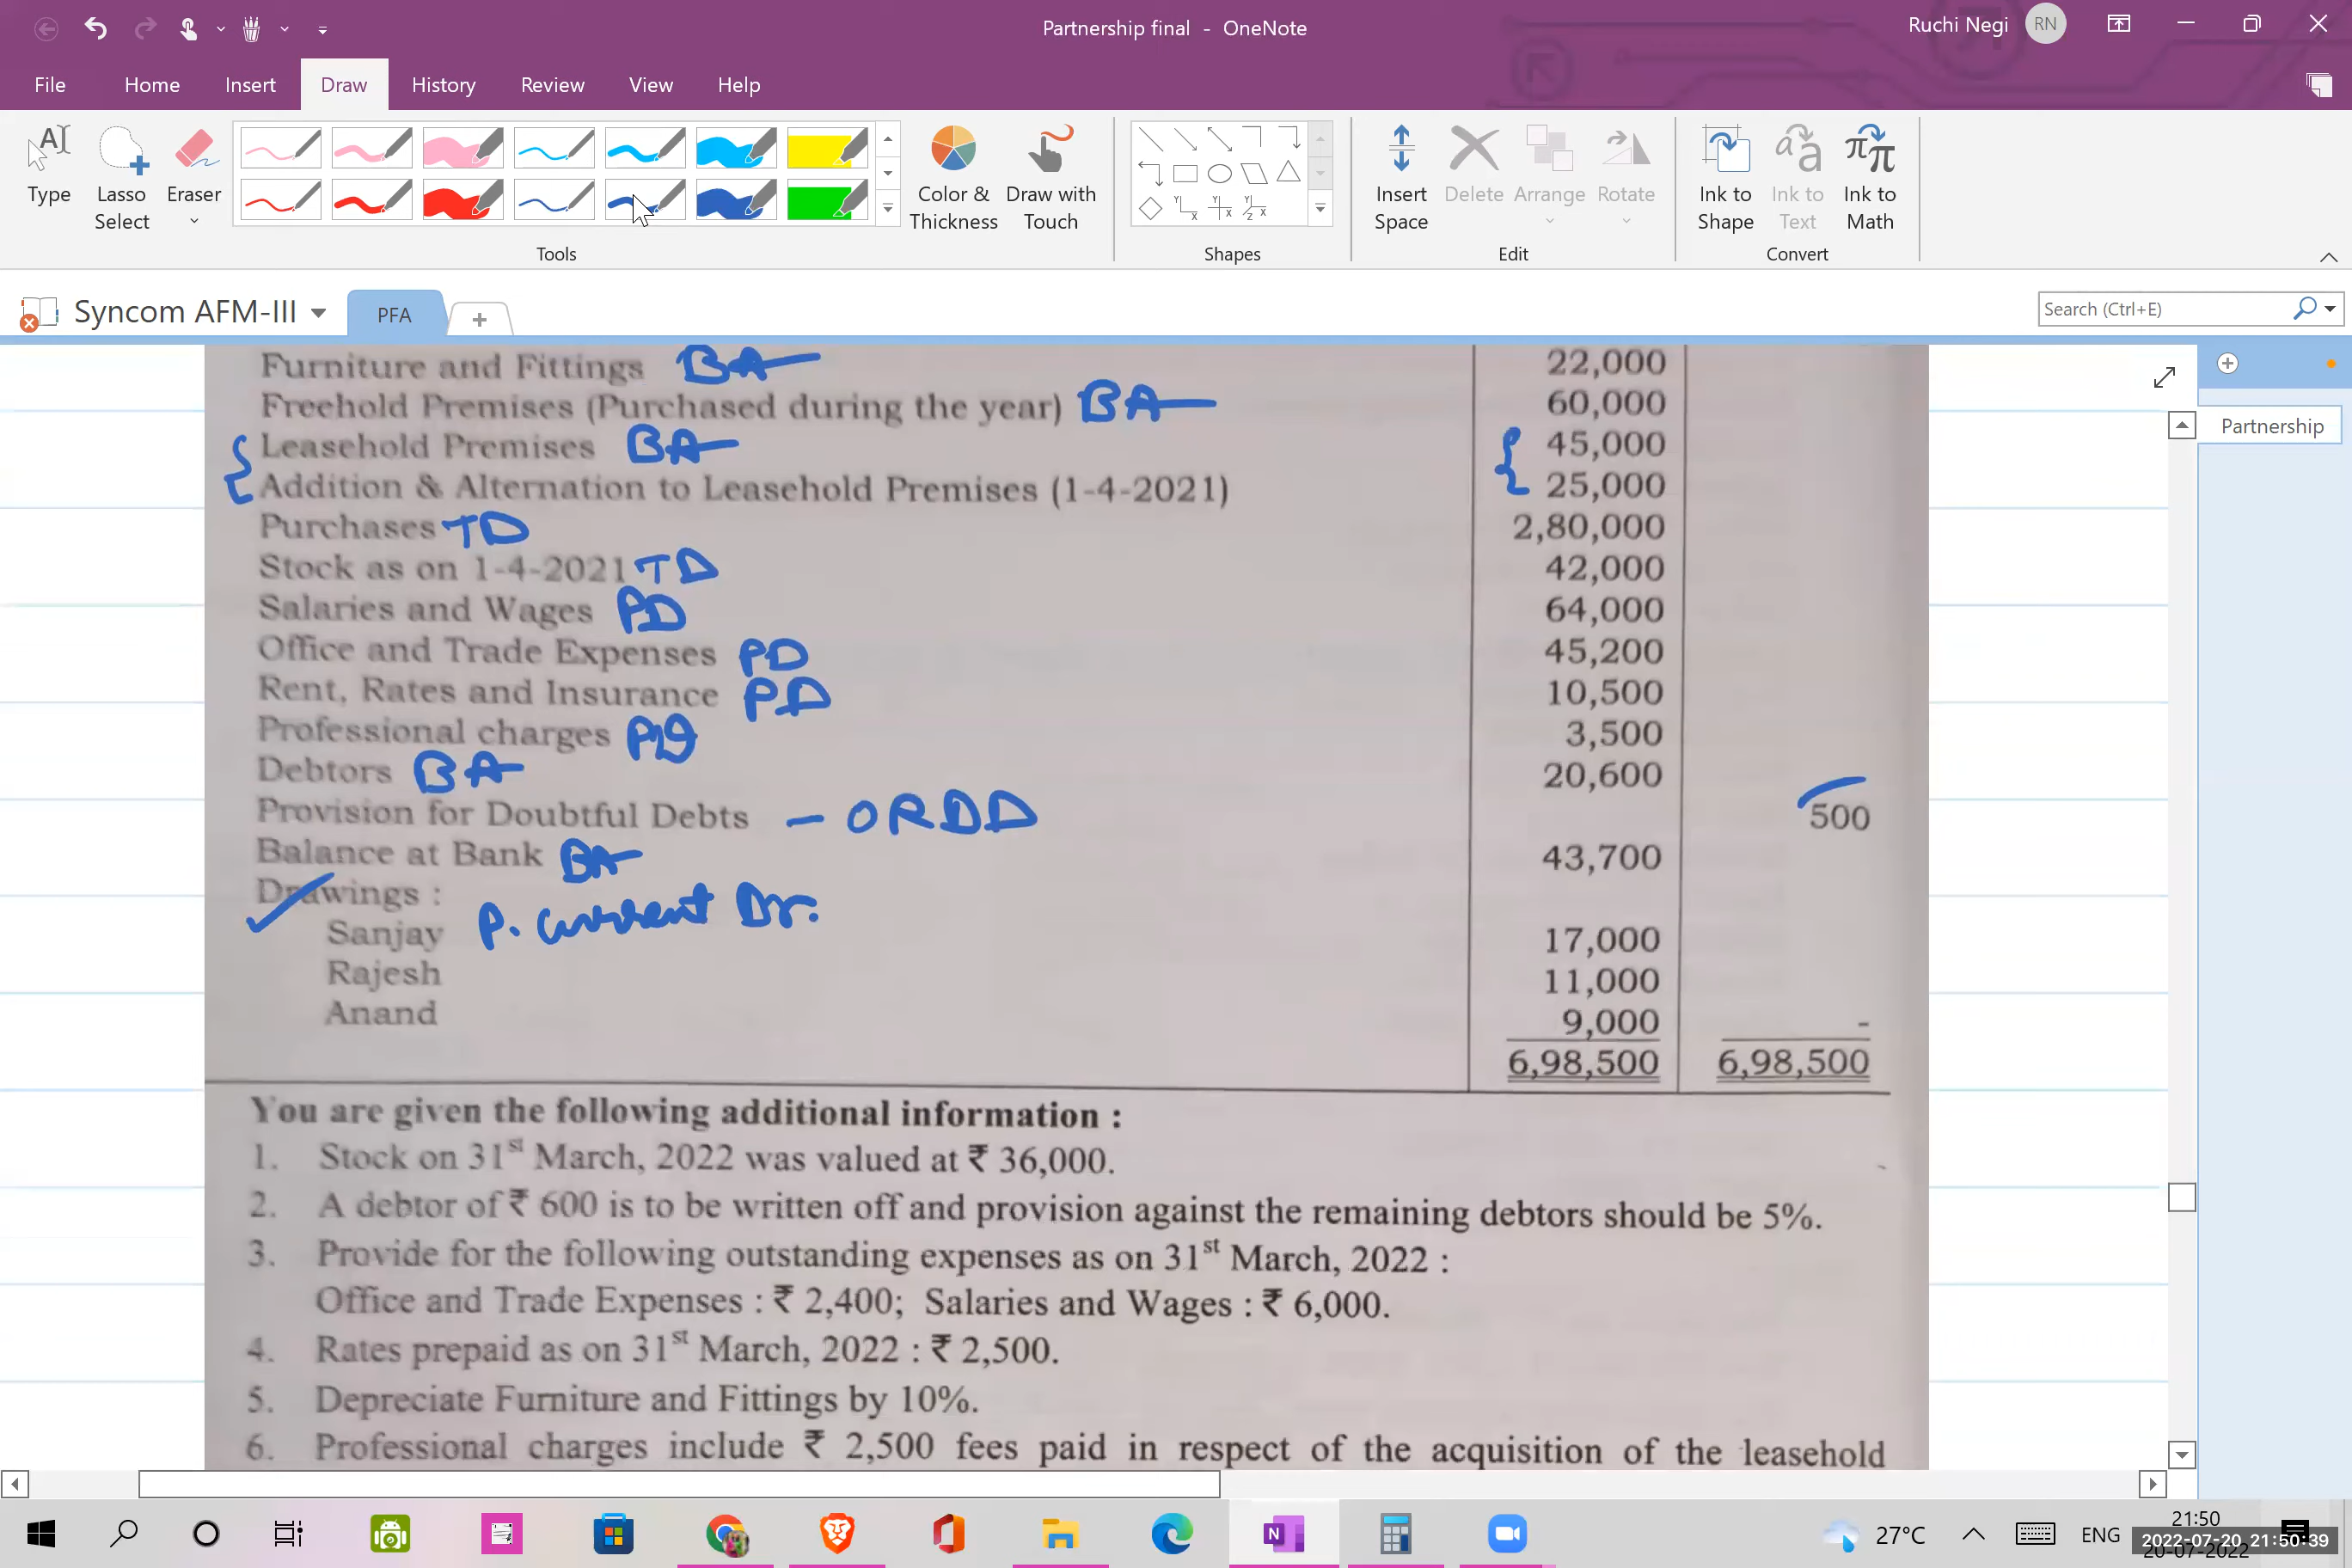 Partnership final - OneNote
Ruchi Negi RN
File Home Insert Draw History Review View Help
Type Lasso Select Eraser Color & Thickness Draw with Touch Insert Space Delete Arrange Rotate Ink to Shape Ink to Text Ink to Math
Tools Shapes Edit Convert
Syncom AFM-III PFA Search (Ctrl+E)
Partnership
Furniture and Fittings BA 22,000
Freehold Premises (Purchased during the year) BA 60,000
Leasehold Premises BA 45,000
Addition & Alternation to Leasehold Premises (1-4-2021) 25,000
Purchases TD 2,80,000
Stock as on 1-4-2021 TD 42,000
Salaries and Wages PD 64,000
Office and Trade Expenses PD 45,200
Rent, Rates and Insurance PD 10,500
Professional charges PD 3,500
Debtors BA 20,600
Provision for Doubtful Debts - ORDD 500
Balance at Bank BA 43,700
Drawings :
Sanjay P. current Dr. 17,000
Rajesh 11,000
Anand 9,000 -
6,98,500 6,98,500
You are given the following additional information :
1. Stock on 31st March, 2022 was valued at ₹ 36,000.
2. A debtor of ₹ 600 is to be written off and provision against the remaining debtors should be 5%.
3. Provide for the following outstanding expenses as on 31st March, 2022 :
Office and Trade Expenses : ₹ 2,400; Salaries and Wages : ₹ 6,000.
4. Rates prepaid as on 31st March, 2022 : ₹ 2,500.
5. Depreciate Furniture and Fittings by 10%.
6. Professional charges include ₹ 2,500 fees paid in respect of the acquisition of the leasehold
27°C ENG 21:50
2022-07-20 21:50:39
20-07-2022